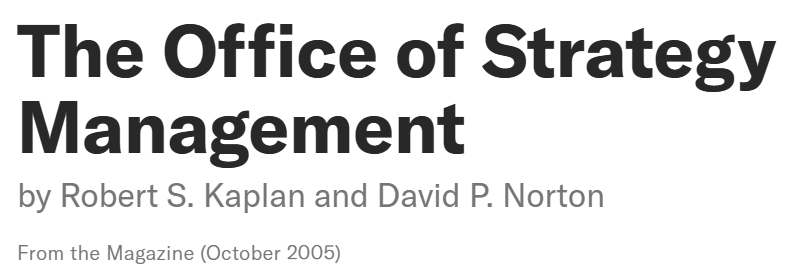 The Office of Strategy
Management
by Robert S. Kaplan and David P. Norton
From the Magazine (October 2005)